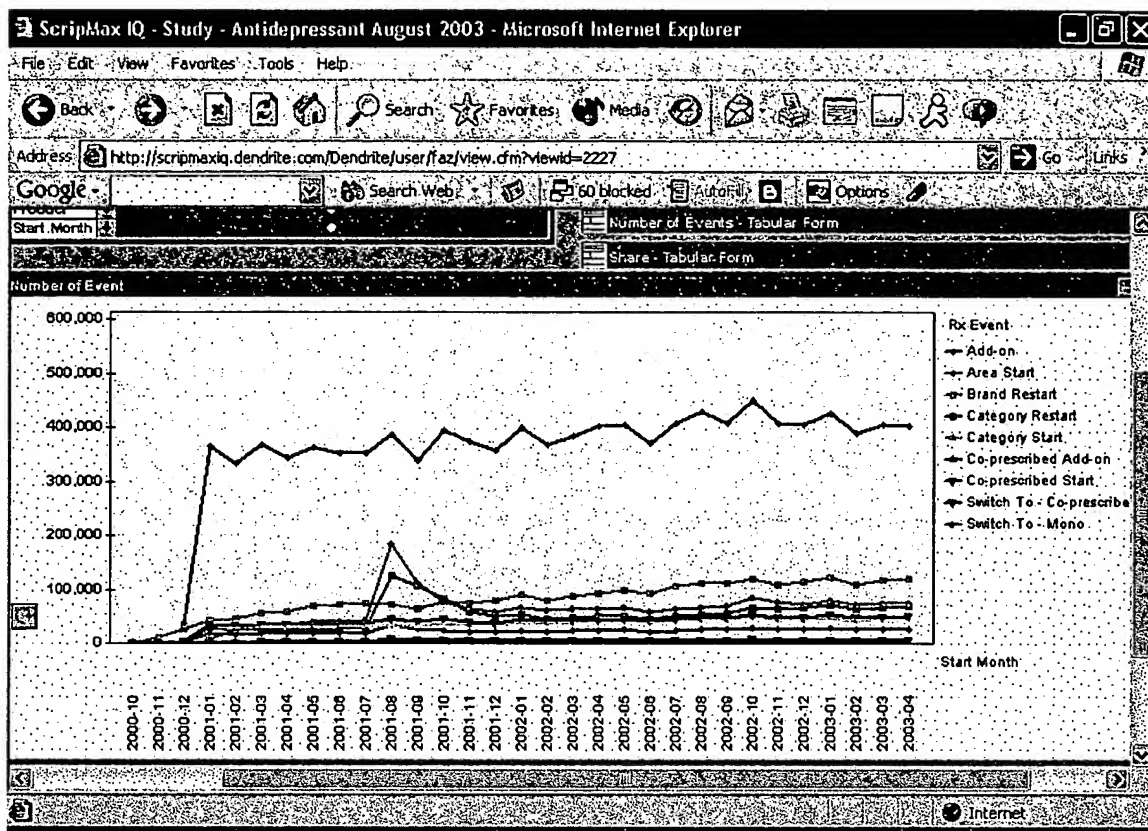 ScripMax IQ - Study - Antidepressant August 2003 - Microsoft Internet Explorer
File Edit View Favorites Tools Help
Back Search Favorites Media
Address http://scripmaxiq.dendrite.com/Dendrite/user/faz/view.cfm?viewid=2227 Go Links
Google Search Web 60 blocked AutoFill Options
Product
Start Month
Number of Events - Tabular Form
Share - Tabular Form
Number of Event
600,000
500,000
400,000
300,000
200,000
100,000
0
Rx Event
Add-on
Area Start
Brand Restart
Category Restart
Category Start
Co-prescribed Add-on
Co-prescribed Start
Switch To - Co-prescribe
Switch To - Mono
Start Month
2000-10
2000-11
2000-12
2001-01
2001-02
2001-03
2001-04
2001-05
2001-06
2001-07
2001-08
2001-09
2001-10
2001-11
2001-12
2002-01
2002-02
2002-03
2002-04
2002-05
2002-06
2002-07
2002-08
2002-09
2002-10
2002-11
2002-12
2003-01
2003-02
2003-03
2003-04
Internet